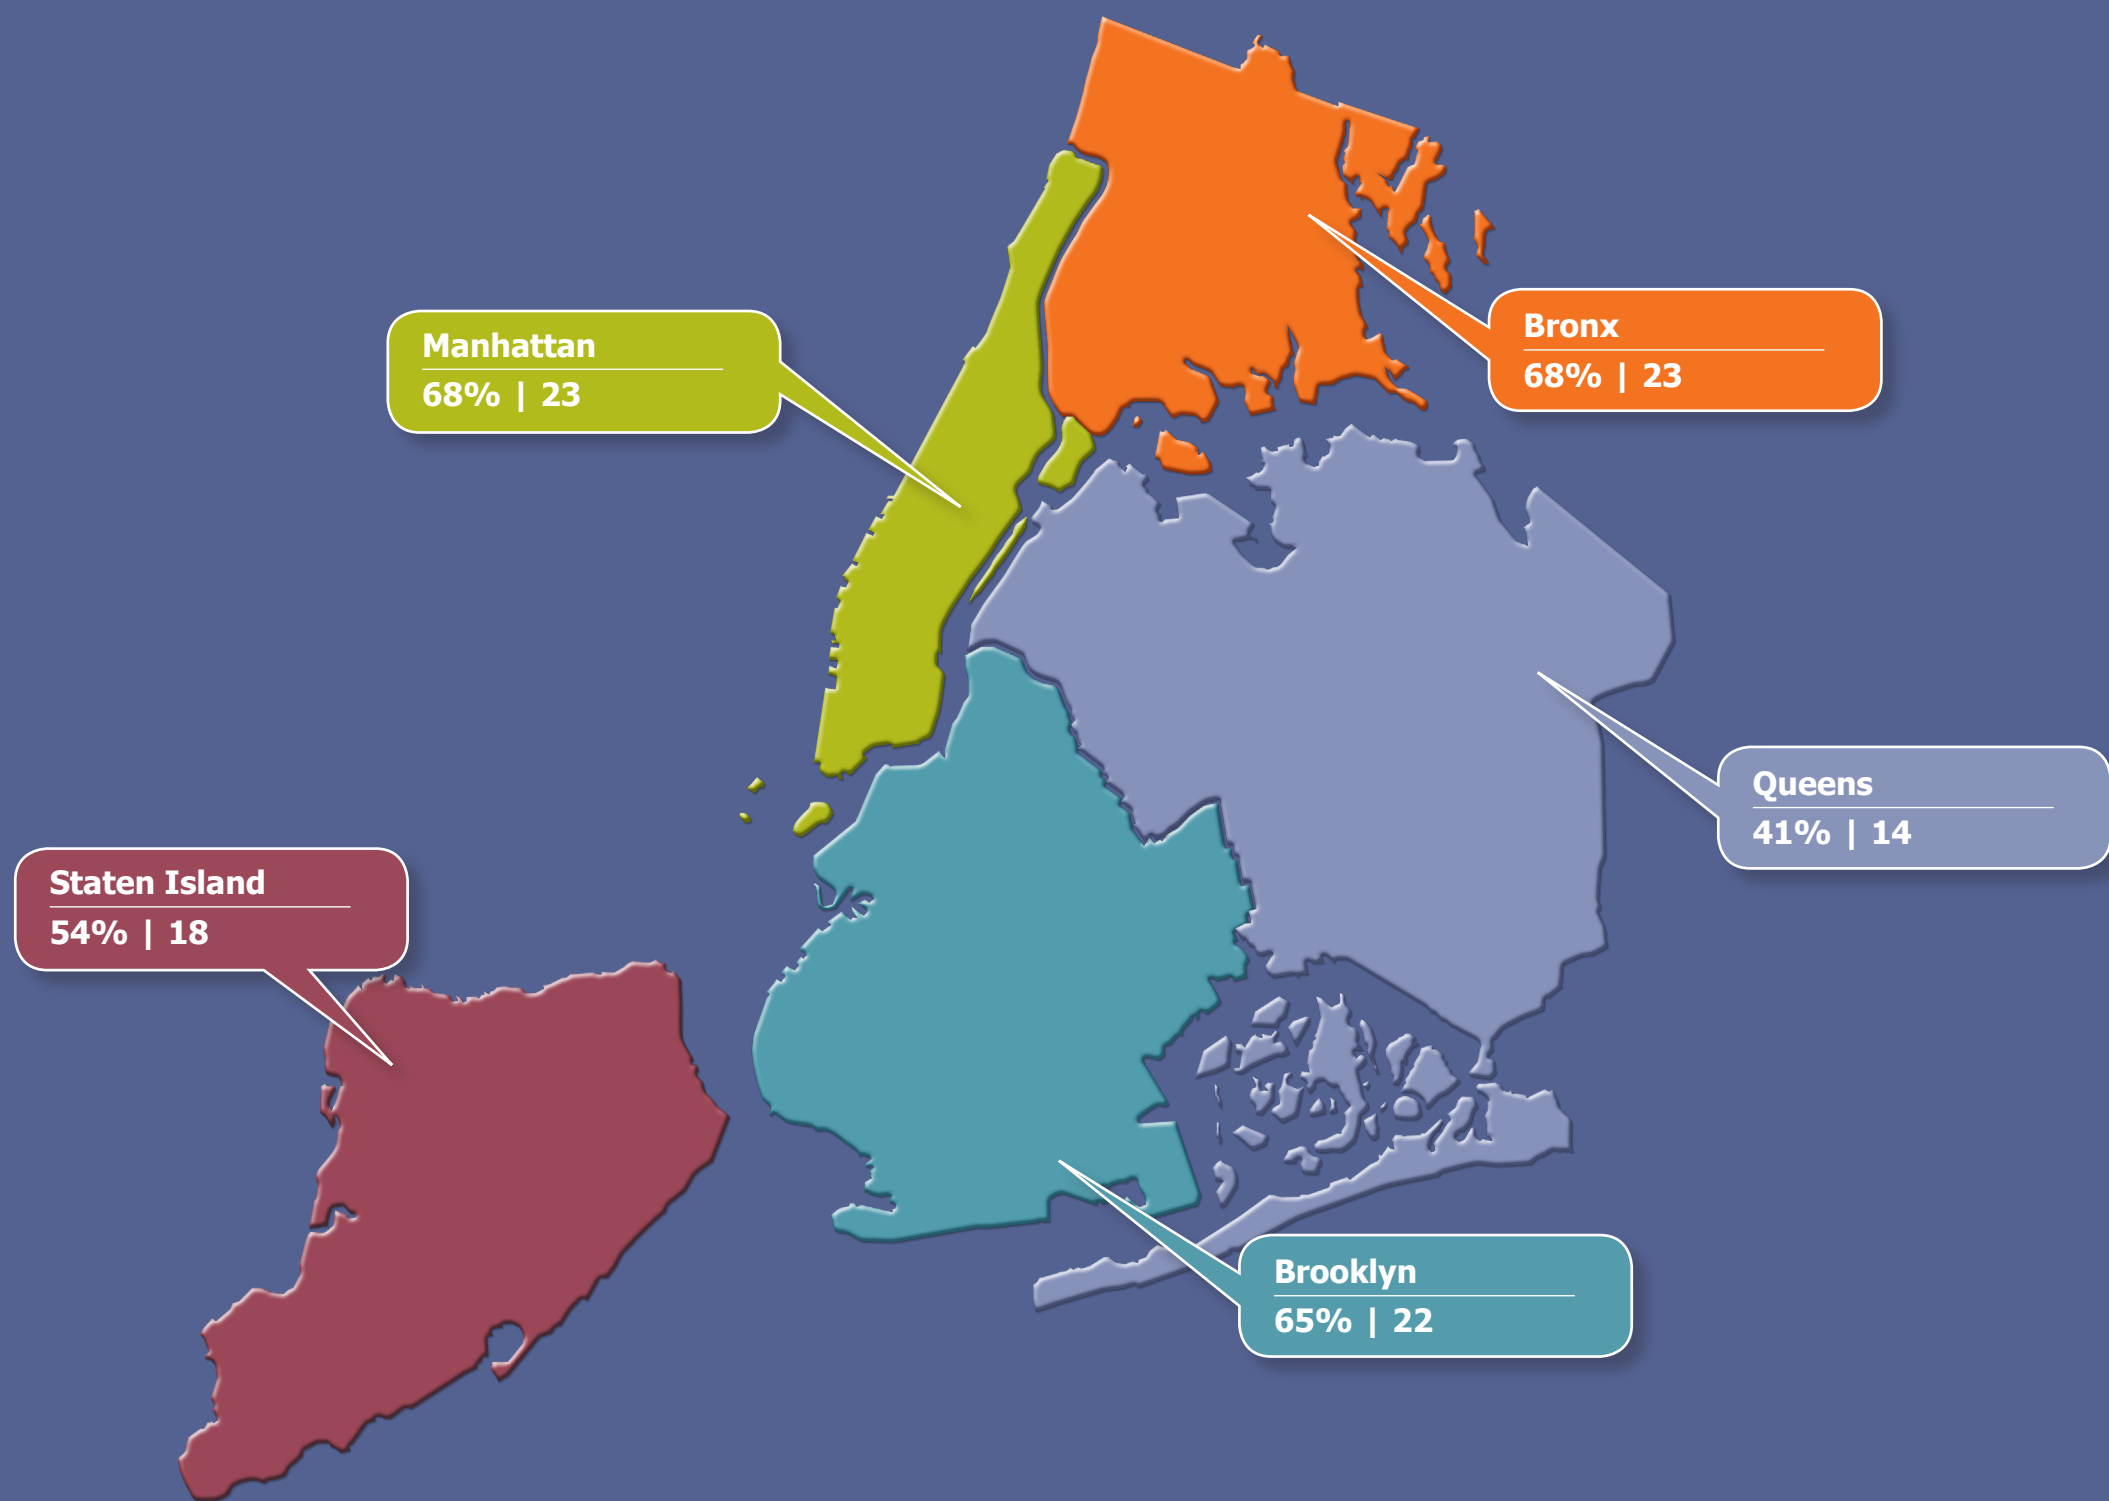 Bronx
68% | 23
Manhattan
68% | 23
Queens
41% | 14
Staten Island
54% | 18
Brooklyn
65% | 22